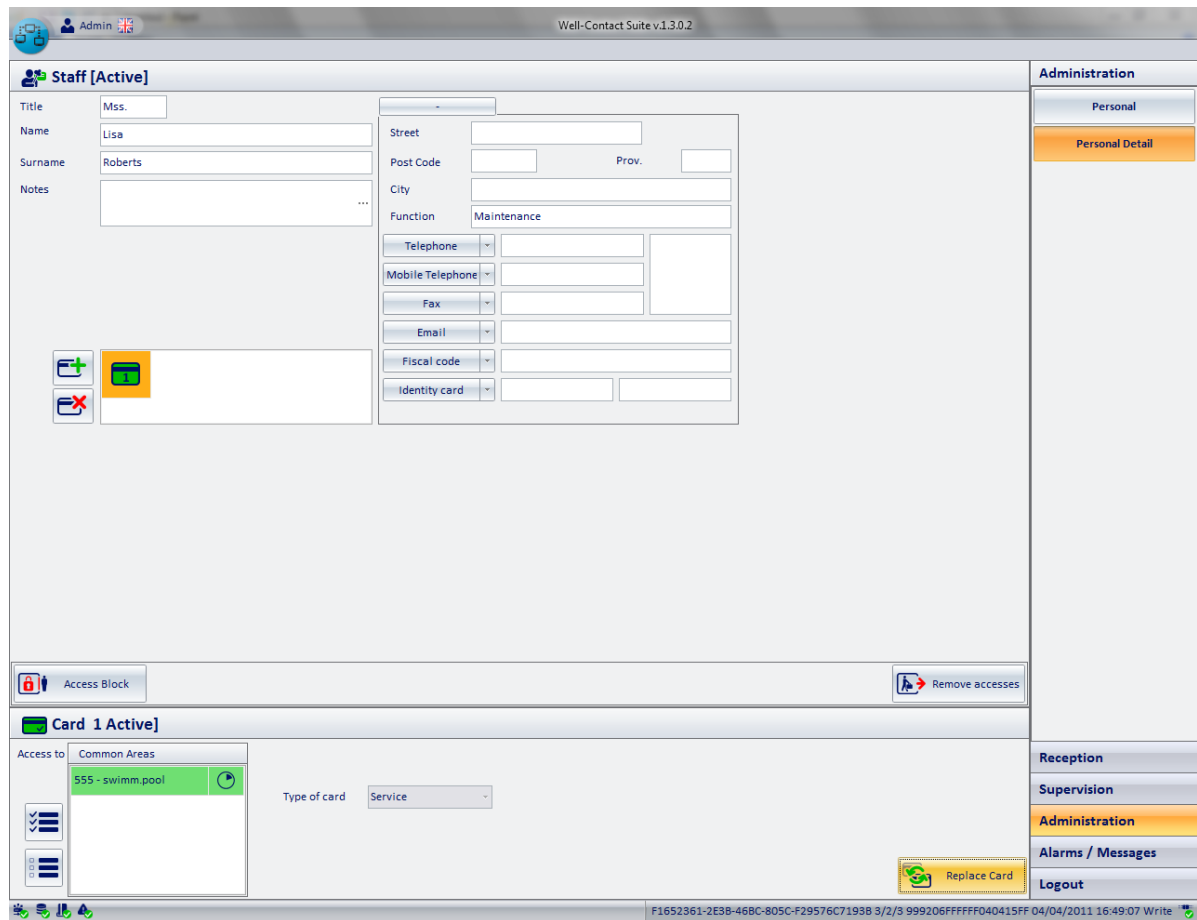 Admin
Well-Contact Suite v.1.3.0.2
Staff [Active]
Title Mss.
Name Lisa
Surname Roberts
Notes
...
-
Street
Post Code Prov.
City
Function Maintenance
Telephone
Mobile Telephone
Fax
Email
Fiscal code
Identity card
1
Access Block
Remove accesses
Card 1 Active]
Access to
Common Areas
555 - swimm.pool
Type of card Service
Replace Card
Administration
Personal
Personal Detail
Reception
Supervision
Administration
Alarms / Messages
Logout
F1652361-2E3B-46BC-805C-F29576C7193B 3/2/3 999206FFFFFF040415FF 04/04/2011 16:49:07 Write